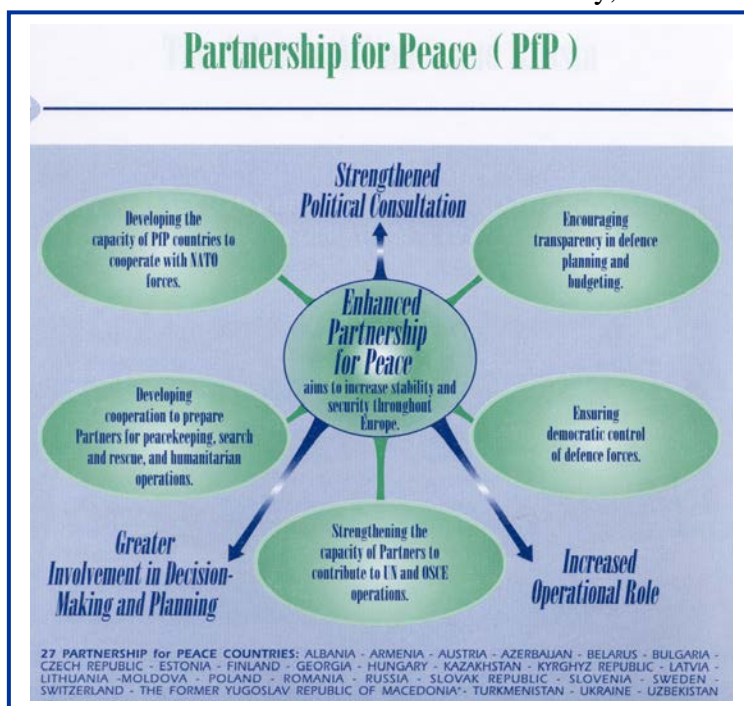 Partnership for Peace ( PfP )
Strengthened
Political Consultation
Developing the
capacity of PfP countries to
cooperate with NATO
forces.
Encouraging
transparency in defence
planning and
budgeting.
Enhanced
Partnership
for Peace
aims to increase stability and
security throughout
Europe.
Developing
cooperation to prepare
Partners for peacekeeping, search
and rescue, and humanitarian
operations.
Ensuring
democratic control
of defence forces.
Greater
Involvement in Decision-
Making and Planning
Strengthening the
capacity of Partners to
contribute to UN and OSCE
operations.
Increased
Operational Role
27 PARTNERSHIP for PEACE COUNTRIES: ALBANIA - ARMENIA - AUSTRIA - AZERBAIJAN - BELARUS - BULGARIA -
CZECH REPUBLIC - ESTONIA - FINLAND - GEORGIA - HUNGARY - KAZAKHSTAN - KYRGHYZ REPUBLIC - LATVIA -
LITHUANIA -MOLDOVA - POLAND - ROMANIA - RUSSIA - SLOVAK REPUBLIC - SLOVENIA - SWEDEN -
SWITZERLAND - THE FORMER YUGOSLAV REPUBLIC OF MACEDONIA*- TURKMENISTAN - UKRAINE - UZBEKISTAN